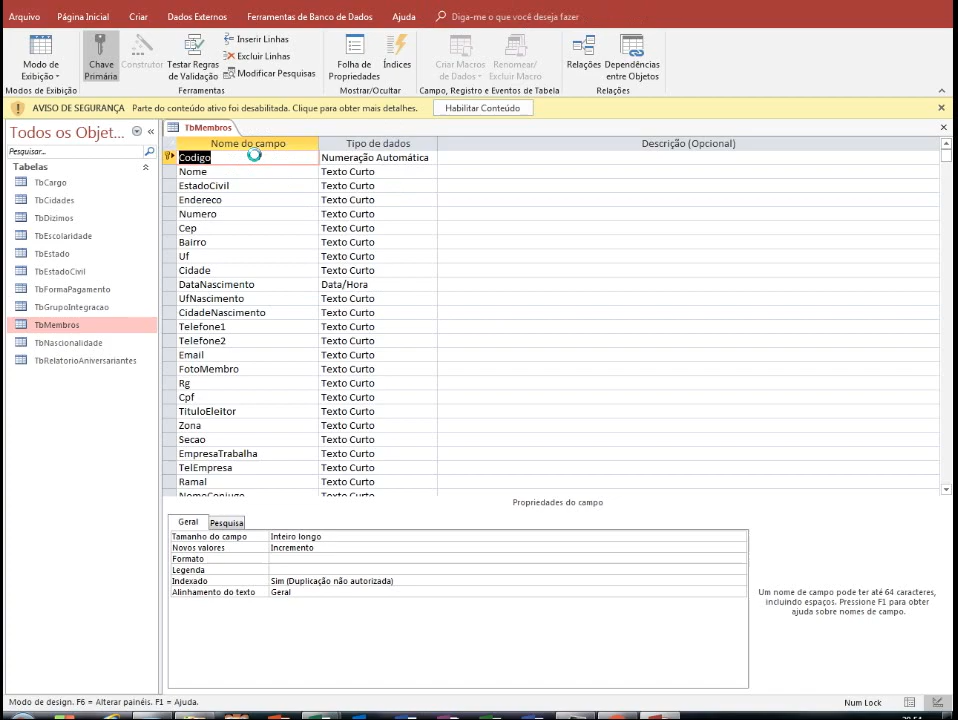 Arquivo Página Inicial Criar Dados Externos Ferramentas de Banco de Dados Ajuda Diga-me o que você deseja fazer
Modo de Exibição
Chave Primária
Construtor
Testar Regras de Validação
Inserir Linhas
Excluir Linhas
Modificar Pesquisas
Folha de Propriedades
Índices
Criar Macros de Dados
Renomear/ Excluir Macro
Relações
Dependências entre Objetos
Modos de Exibição Ferramentas Mostrar/Ocultar Campo, Registro e Eventos de Tabela Relações
AVISO DE SEGURANÇA Parte do conteúdo ativo foi desabilitada. Clique para obter mais detalhes. Habilitar Conteúdo
Todos os Objet... «
Pesquisar...
Tabelas
TbCargo
TbCidades
TbDizimos
TbEscolaridade
TbEstado
TbEstadoCivil
TbFormaPagamento
TbGrupoIntegracao
TbMembros
TbNascionalidade
TbRelatorioAniversariantes
TbMembros
Nome do campo Tipo de dados Descrição (Opcional)
Codigo Numeração Automática
Nome Texto Curto
EstadoCivil Texto Curto
Endereco Texto Curto
Numero Texto Curto
Cep Texto Curto
Bairro Texto Curto
Uf Texto Curto
Cidade Texto Curto
DataNascimento Data/Hora
UfNascimento Texto Curto
CidadeNascimento Texto Curto
Telefone1 Texto Curto
Telefone2 Texto Curto
Email Texto Curto
FotoMembro Texto Curto
Rg Texto Curto
Cpf Texto Curto
TituloEleitor Texto Curto
Zona Texto Curto
Secao Texto Curto
EmpresaTrabalha Texto Curto
TelEmpresa Texto Curto
Ramal Texto Curto
NomeConjuge Texto Curto
Propriedades do campo
Geral Pesquisa
Tamanho do campo Inteiro longo
Novos valores Incremento
Formato
Legenda
Indexado Sim (Duplicação não autorizada)
Alinhamento do texto Geral
Um nome de campo pode ter até 64 caracteres,
incluindo espaços. Pressione F1 para obter
ajuda sobre nomes de campo.
Modo de design. F6 = Alterar painéis. F1 = Ajuda. Num Lock